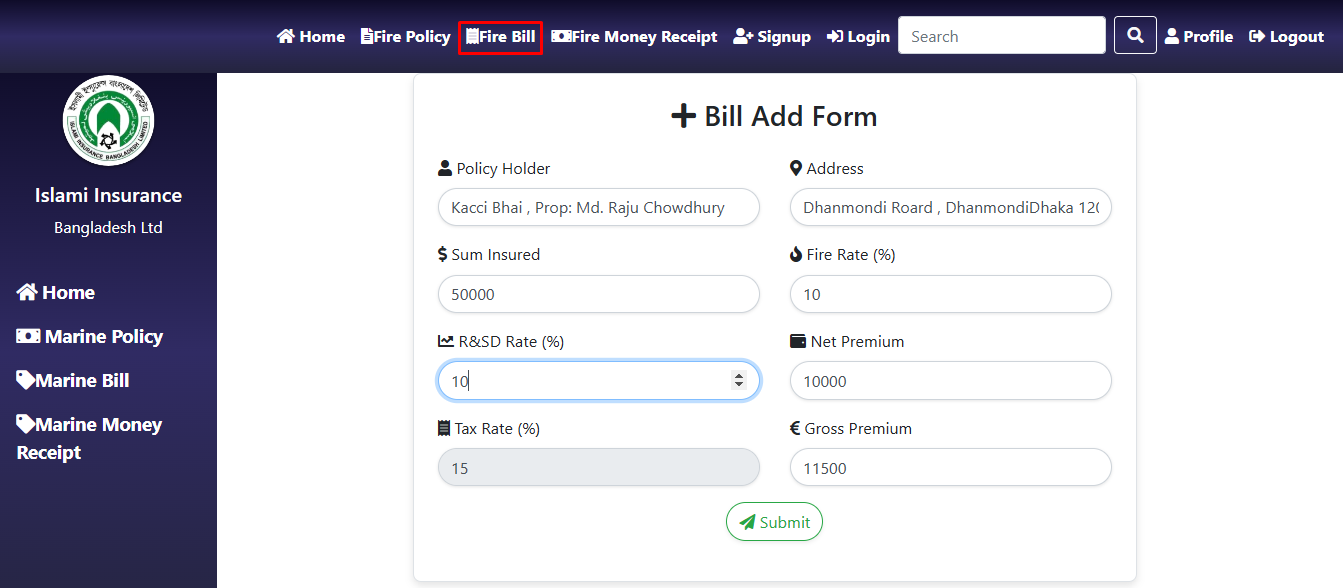 Home Fire Policy Fire Bill Fire Money Receipt Signup Login Search Profile Logout
ISLAMI INSURANCE BANGLADESH LIMITED
Islami Insurance
Bangladesh Ltd
Home
Marine Policy
Marine Bill
Marine Money
Receipt
Bill Add Form
Policy Holder Address
Kacci Bhai , Prop: Md. Raju Chowdhury Dhanmondi Roard , DhanmondiDhaka 120
Sum Insured Fire Rate (%)
50000 10
R&SD Rate (%) Net Premium
10 10000
Tax Rate (%) Gross Premium
15 11500
Submit